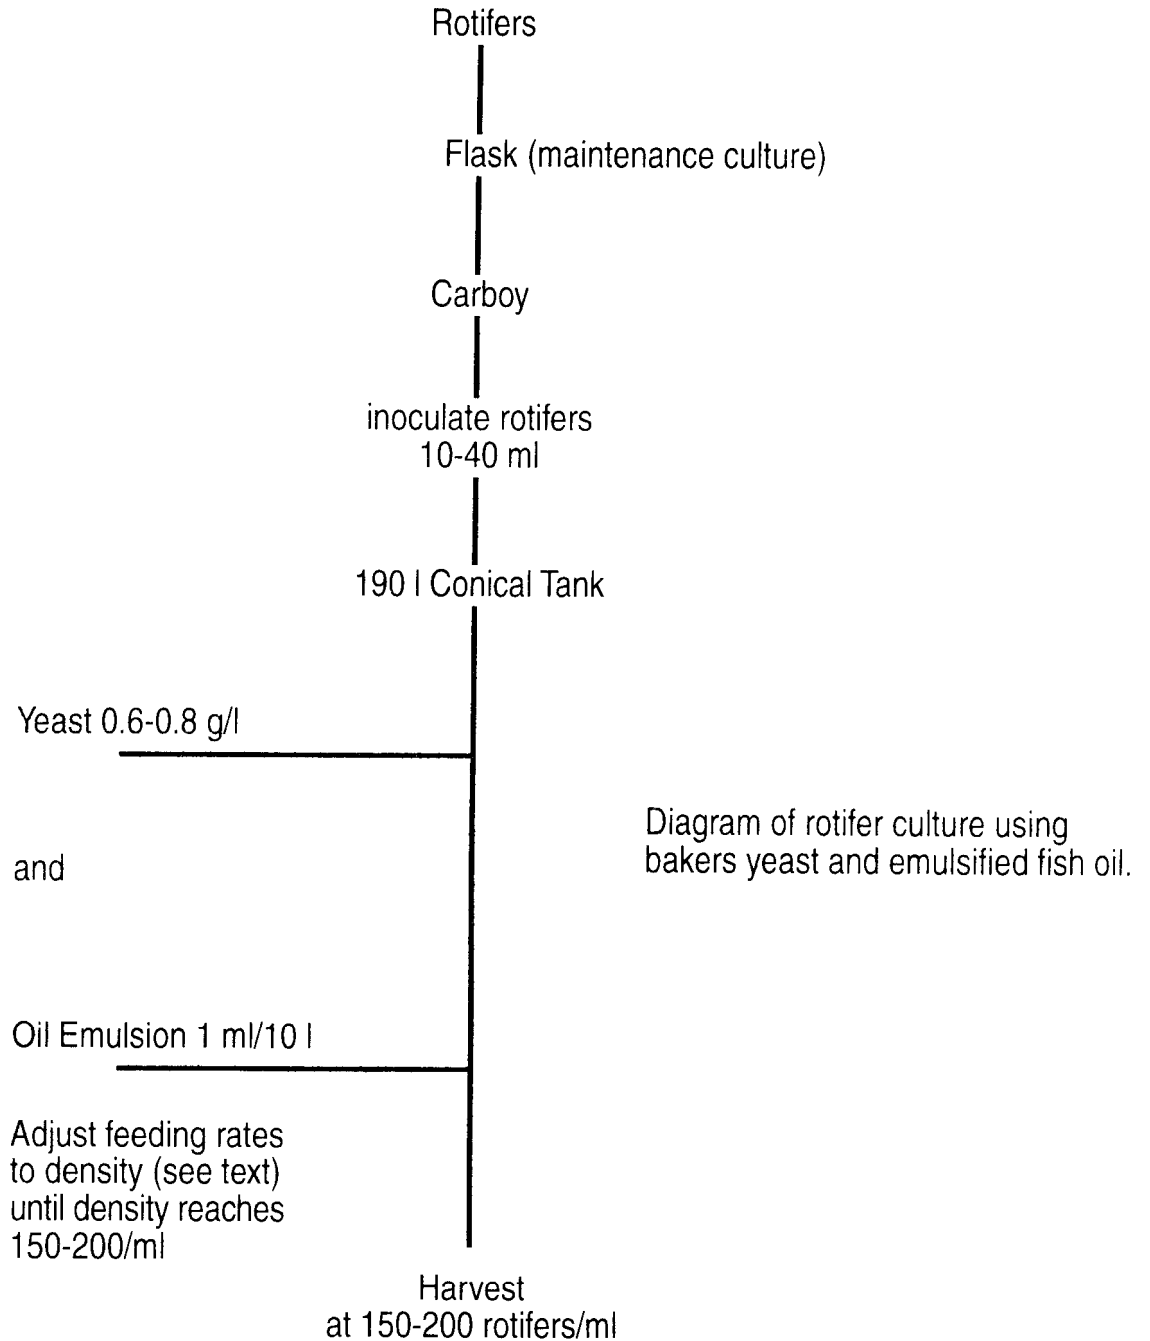 Rotifers
Flask (maintenance culture)
Carboy
inoculate rotifers
10-40 ml
190 l Conical Tank
Yeast 0.6-0.8 g/l
and
Diagram of rotifer culture using
bakers yeast and emulsified fish oil.
Oil Emulsion 1 ml/10 l
Adjust feeding rates
to density (see text)
until density reaches
150-200/ml
Harvest
at 150-200 rotifers/ml